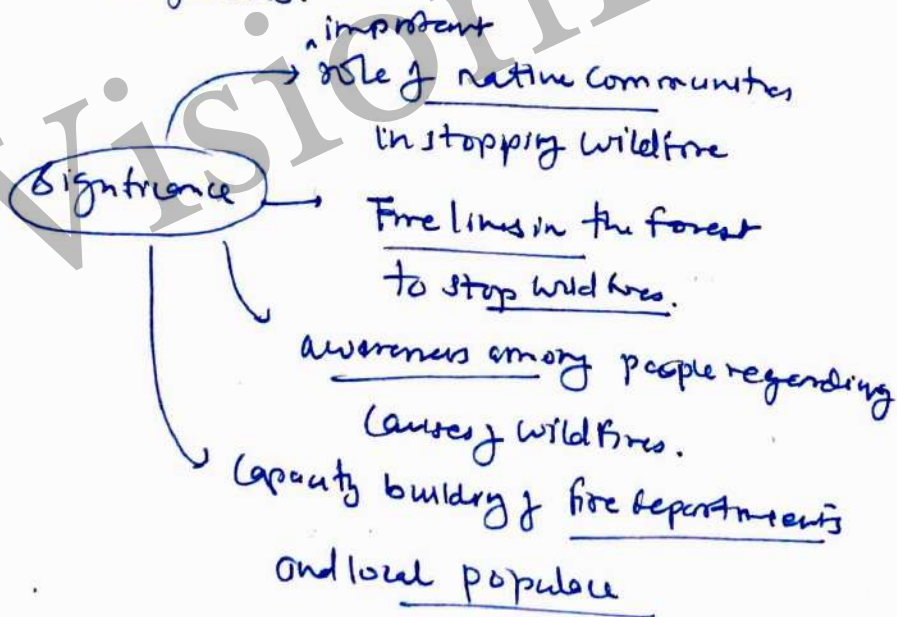 important
role of native communities
in stopping wildfire
Significance
Fire lines in the forest
to stop wild fires.
awareness among people regarding
Causes of wildfires.
Capacity building of fire departments
and local populace
Vision